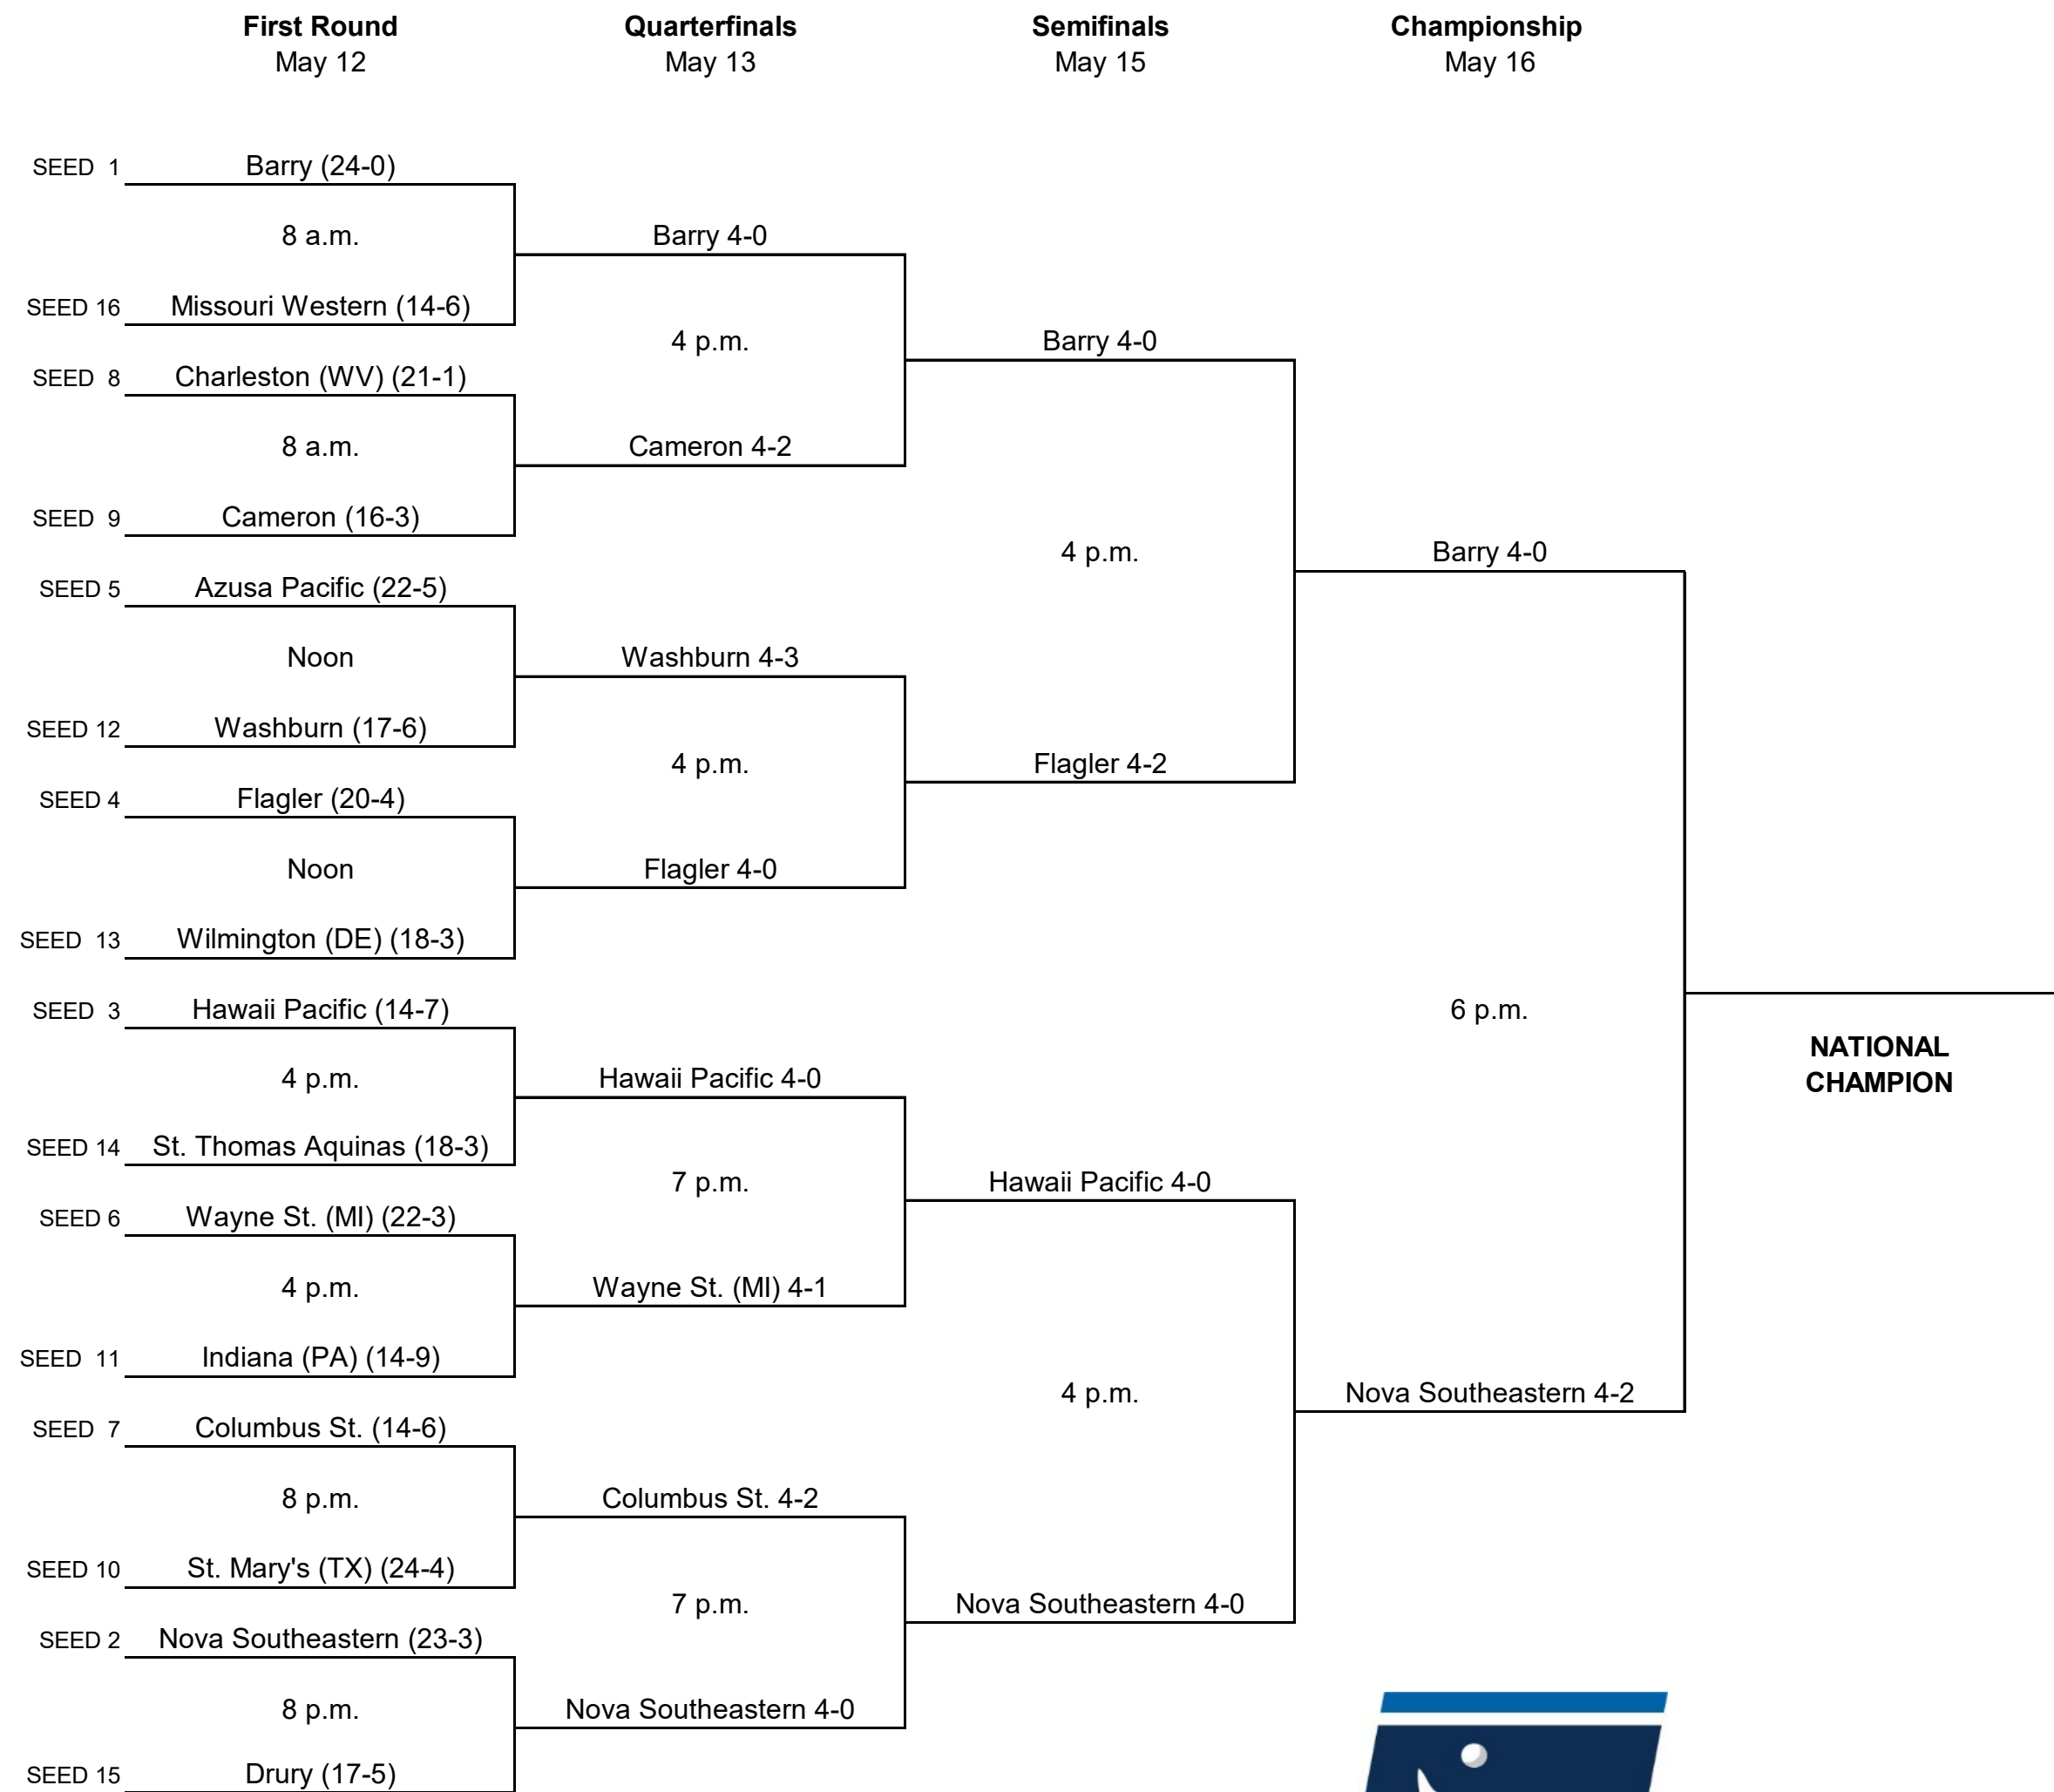 First Round
Quarterfinals
Semifinals
Championship
May 12
May 13
May 15
May 16
SEED 1 Barry (24-0)
8 a.m.
Barry 4-0
SEED 16 Missouri Western (14-6)
4 p.m.
Barry 4-0
SEED 8 Charleston (WV) (21-1)
8 a.m.
Cameron 4-2
SEED 9 Cameron (16-3)
4 p.m.
Barry 4-0
SEED 5 Azusa Pacific (22-5)
Noon
Washburn 4-3
SEED 12 Washburn (17-6)
4 p.m.
Flagler 4-2
SEED 4 Flagler (20-4)
Noon
Flagler 4-0
SEED 13 Wilmington (DE) (18-3)
SEED 3 Hawaii Pacific (14-7)
6 p.m.
NATIONAL
CHAMPION
4 p.m.
Hawaii Pacific 4-0
SEED 14 St. Thomas Aquinas (18-3)
7 p.m.
Hawaii Pacific 4-0
SEED 6 Wayne St. (MI) (22-3)
4 p.m.
Wayne St. (MI) 4-1
SEED 11 Indiana (PA) (14-9)
4 p.m.
Nova Southeastern 4-2
SEED 7 Columbus St. (14-6)
8 p.m.
Columbus St. 4-2
SEED 10 St. Mary's (TX) (24-4)
7 p.m.
Nova Southeastern 4-0
SEED 2 Nova Southeastern (23-3)
8 p.m.
Nova Southeastern 4-0
SEED 15 Drury (17-5)